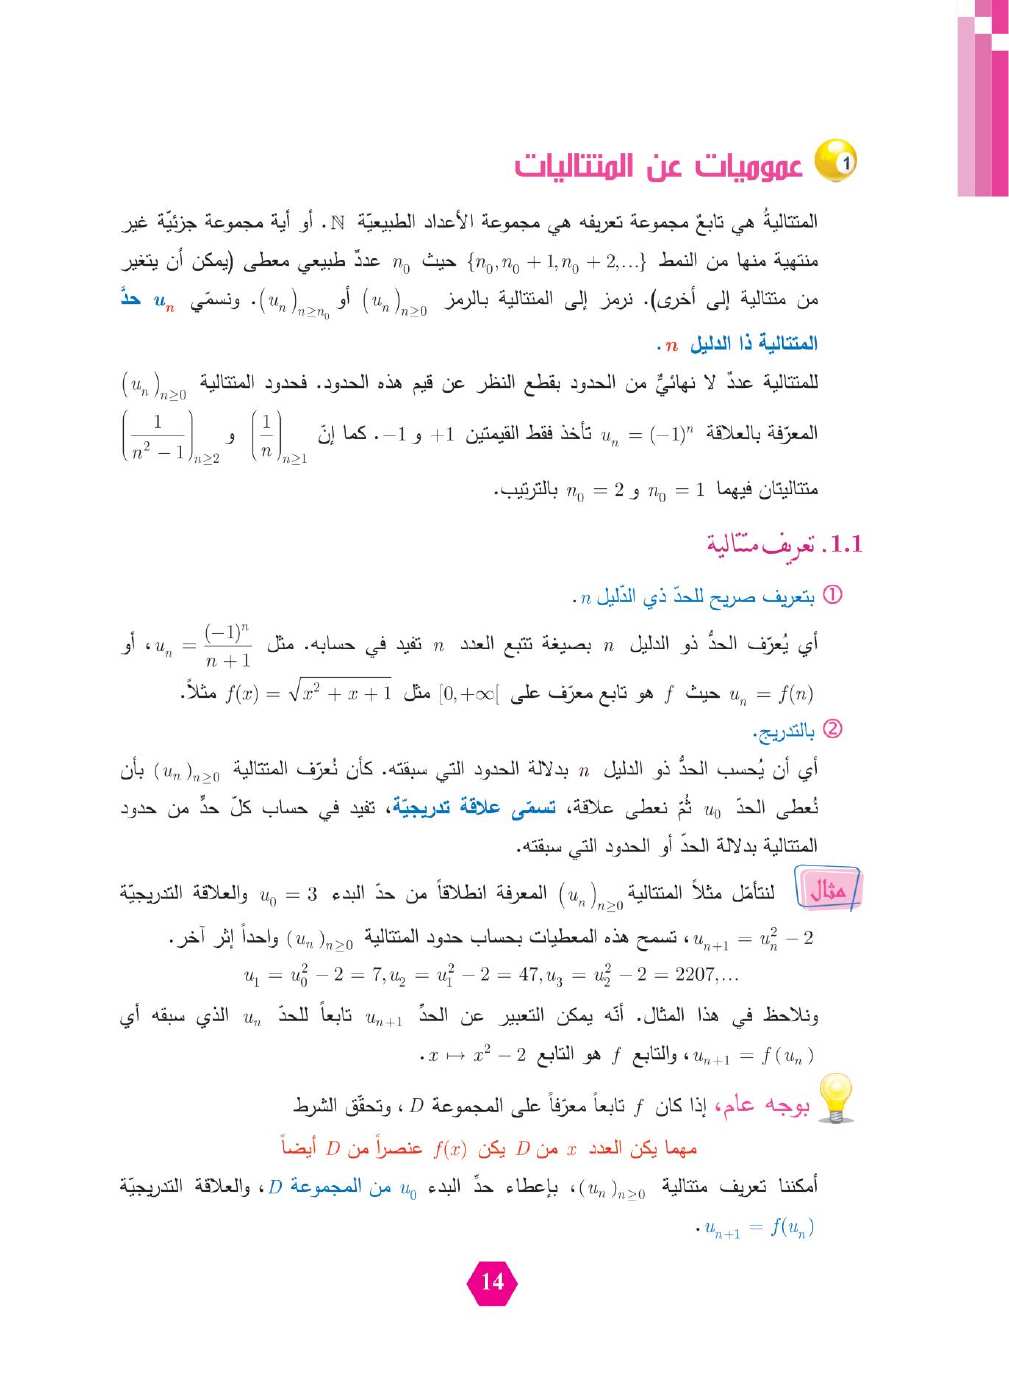 1 عموميات عن المتتاليات
المتتاليةُ هي تابعٌ مجموعة تعريفه هي مجموعة الأعداد الطبيعيّة ℕ. أو أية مجموعة جزئيّة غير
منتهية منها من النمط {n₀, n₀ + 1, n₀ + 2,...} حيث n₀ عددٌ طبيعي معطى (يمكن أن يتغير
من متتالية إلى أخرى). نرمز إلى المتتالية بالرمز (uₙ)ₙ≥₀ أو (uₙ)ₙ≥ₙ₀. ونسمّي uₙ حدَّ
المتتالية ذا الدليل n.
للمتتالية عددٌ لا نهائيٌّ من الحدود بقطع النظر عن قيم هذه الحدود. فحدود المتتالية (uₙ)ₙ≥₀
المعرّفة بالعلاقة uₙ = (−1)ⁿ تأخذ فقط القيمتين +1 و −1. كما إنّ (1/n)ₙ≥₁ و (1/(n² − 1))ₙ≥₂
متتاليتان فيهما n₀ = 1 و n₀ = 2 بالترتيب.
1.1. تعريف متتالية
① بتعريف صريح للحدّ ذي الدّليل n.
أي يُعرّف الحدُّ ذو الدليل n بصيغة تتبع العدد n تفيد في حسابه. مثل uₙ = (−1)ⁿ/(n + 1)، أو
uₙ = f(n) حيث f هو تابع معرّف على [0,+∞[ مثل f(x) = √(x² + x + 1) مثلاً.
② بالتدريج.
أي أن يُحسب الحدُّ ذو الدليل n بدلالة الحدود التي سبقته. كأن نُعرّف المتتالية (uₙ)ₙ≥₀ بأن
نُعطى الحدّ u₀ ثُمّ نعطى علاقة، تسمّى علاقة تدريجيّة، تفيد في حساب كلّ حدٍّ من حدود
المتتالية بدلالة الحدّ أو الحدود التي سبقته.
مثال لنتأمّل مثلاً المتتالية (uₙ)ₙ≥₀ المعرفة انطلاقاً من حدّ البدء u₀ = 3 والعلاقة التدريجيّة
uₙ₊₁ = uₙ² − 2، تسمح هذه المعطيات بحساب حدود المتتالية (uₙ)ₙ≥₀ واحداً إثر آخر.
u₁ = u₀² − 2 = 7, u₂ = u₁² − 2 = 47, u₃ = u₂² − 2 = 2207,...
ونلاحظ في هذا المثال. أنّه يمكن التعبير عن الحدِّ uₙ₊₁ تابعاً للحدّ uₙ الذي سبقه أي
uₙ₊₁ = f(uₙ)، والتابع f هو التابع x ↦ x² − 2.
بوجه عام، إذا كان f تابعاً معرّفاً على المجموعة D، وتحقّق الشرط
مهما يكن العدد x من D يكن f(x) عنصراً من D أيضاً
أمكننا تعريف متتالية (uₙ)ₙ≥₀، بإعطاء حدِّ البدء u₀ من المجموعة D، والعلاقة التدريجيّة
uₙ₊₁ = f(uₙ).
14